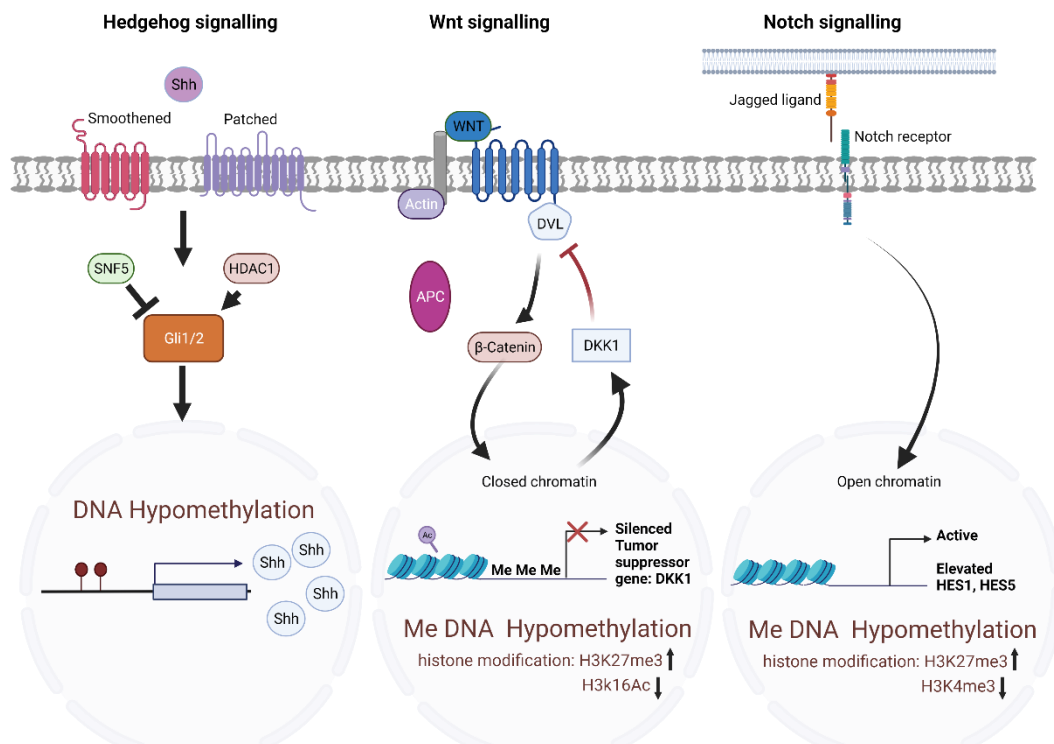 Hedgehog signalling
Shh
Smoothened
Patched
SNF5
HDAC1
Gli1/2
DNA Hypomethylation
Shh
Shh
Shh
Shh
Wnt signalling
WNT
Actin
DVL
APC
β-Catenin
DKK1
Closed chromatin
Ac
Me Me Me
Silenced
Tumor
suppressor
gene: DKK1
Me DNA Hypomethylation
histone modification: H3K27me3
H3k16Ac
Notch signalling
Jagged ligand
Notch receptor
Open chromatin
Active
Elevated
HES1, HES5
Me DNA Hypomethylation
histone modification: H3K27me3
H3K4me3